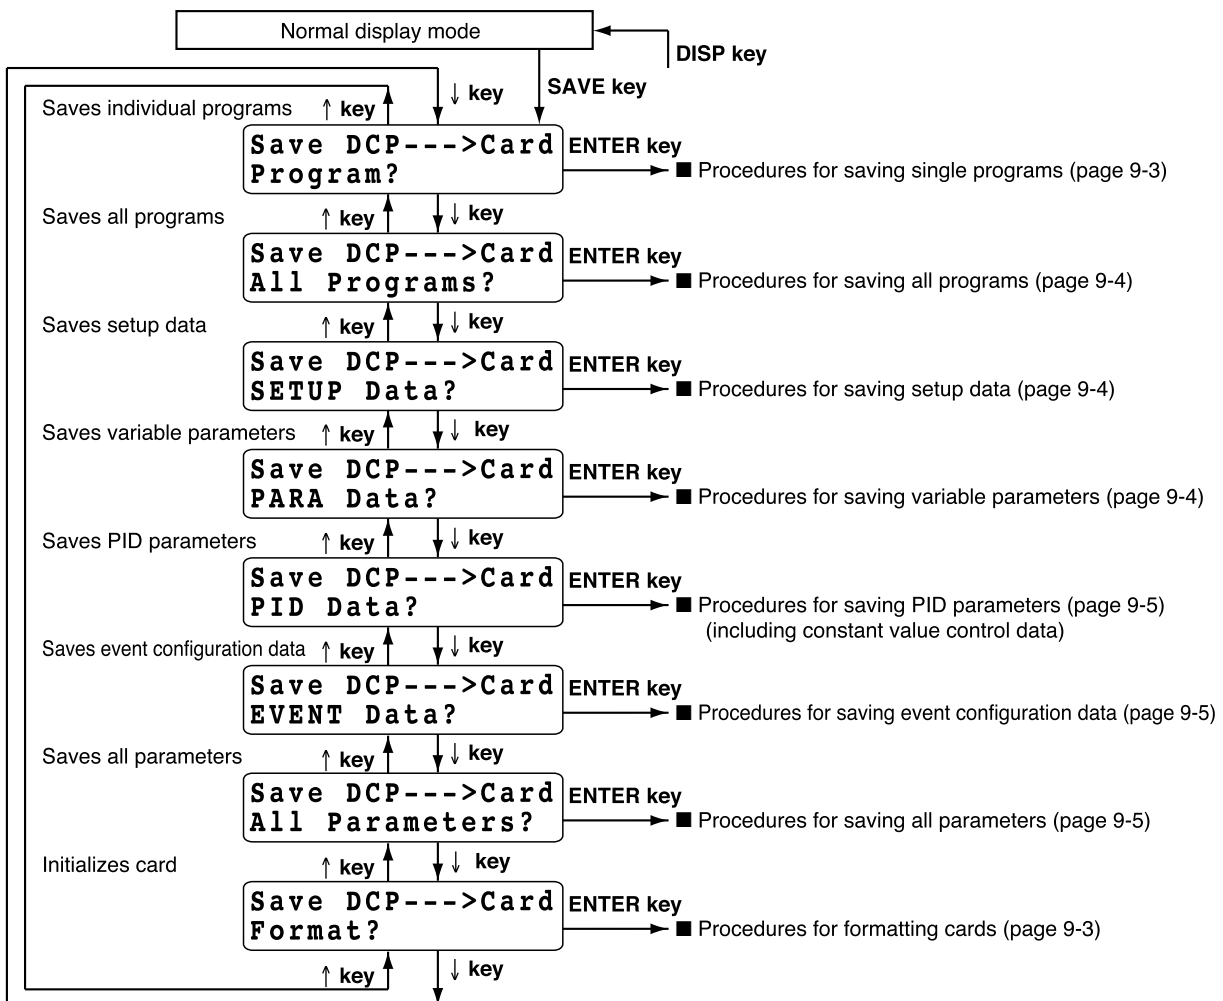 Normal display mode
DISP key
SAVE key
Saves individual programs ↑ key ↓ key
Save DCP--->Card ENTER key
Program? ■ Procedures for saving single programs (page 9-3)
Saves all programs ↑ key ↓ key
Save DCP--->Card ENTER key
All Programs? ■ Procedures for saving all programs (page 9-4)
Saves setup data ↑ key ↓ key
Save DCP--->Card ENTER key
SETUP Data? ■ Procedures for saving setup data (page 9-4)
Saves variable parameters ↑ key ↓ key
Save DCP--->Card ENTER key
PARA Data? ■ Procedures for saving variable parameters (page 9-4)
Saves PID parameters ↑ key ↓ key
Save DCP--->Card ENTER key
PID Data? ■ Procedures for saving PID parameters (page 9-5)
(including constant value control data)
Saves event configuration data ↑ key ↓ key
Save DCP--->Card ENTER key
EVENT Data? ■ Procedures for saving event configuration data (page 9-5)
Saves all parameters ↑ key ↓ key
Save DCP--->Card ENTER key
All Parameters? ■ Procedures for saving all parameters (page 9-5)
Initializes card ↑ key ↓ key
Save DCP--->Card ENTER key
Format? ■ Procedures for formatting cards (page 9-3)
↑ key ↓ key